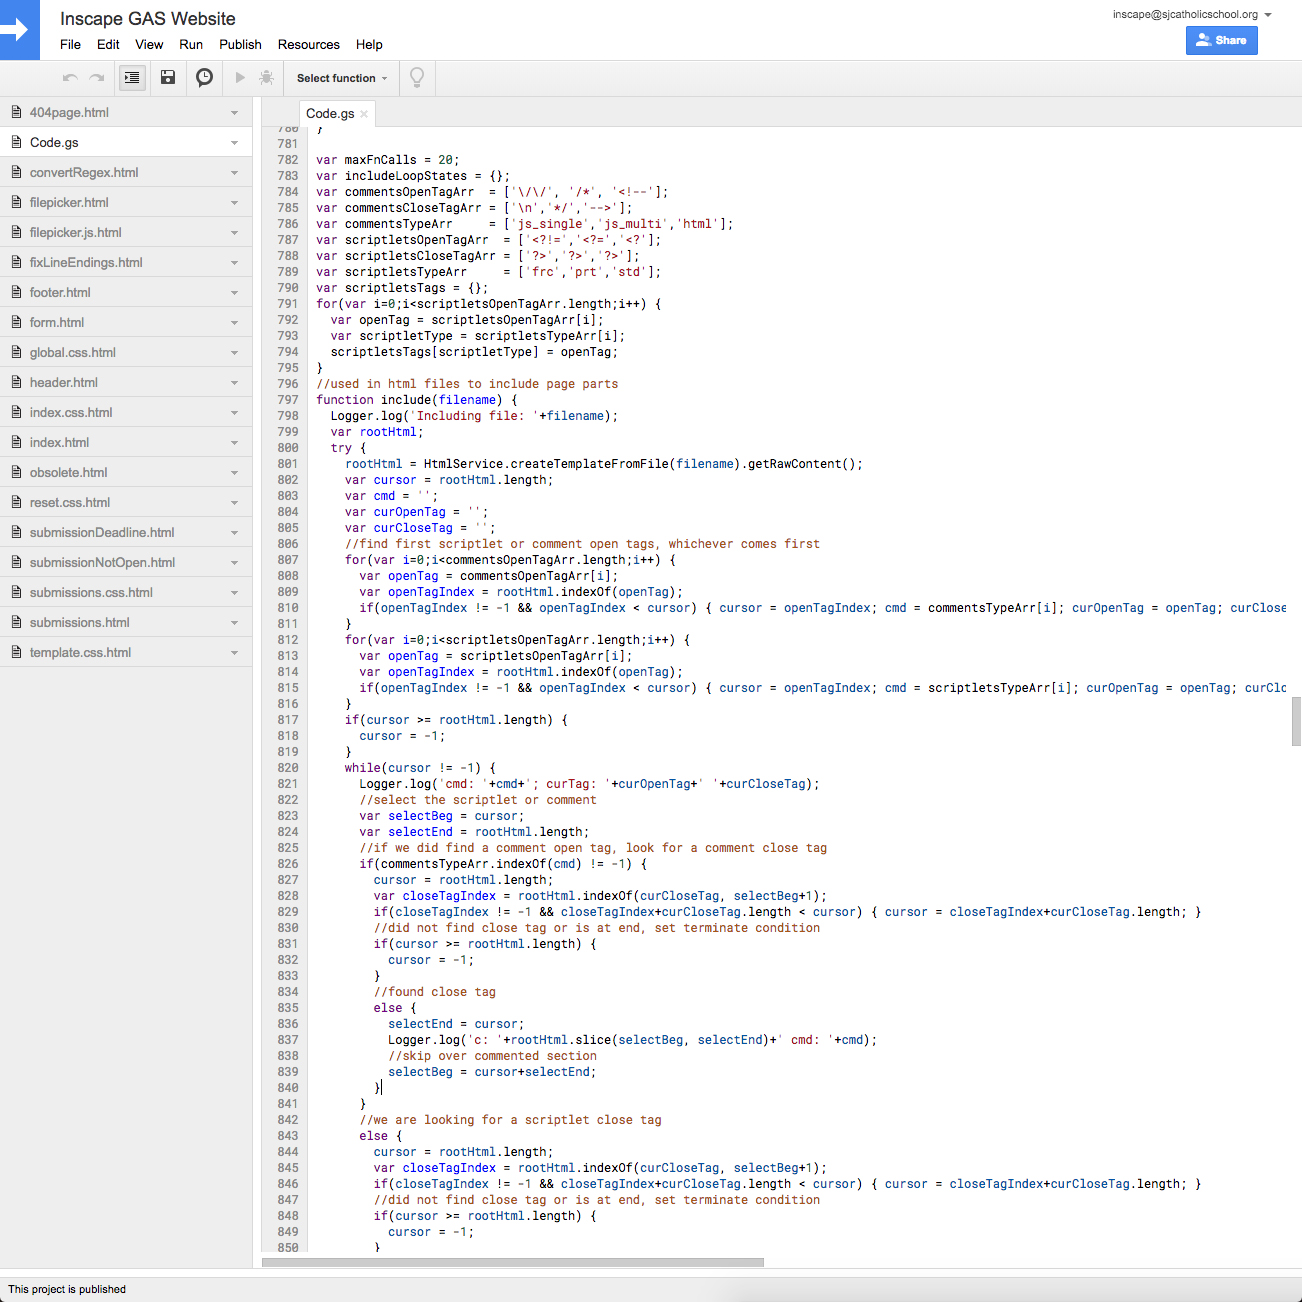 Inscape GAS Website
inscape@sjcatholicschool.org
File Edit View Run Publish Resources Help
Share
Select function
404page.html
Code.gs
convertRegex.html
filepicker.html
filepicker.js.html
fixLineEndings.html
footer.html
form.html
global.css.html
header.html
index.css.html
index.html
obsolete.html
reset.css.html
submissionDeadline.html
submissionNotOpen.html
submissions.css.html
submissions.html
template.css.html
Code.gs
780 }
781
782 var maxFnCalls = 20;
783 var includeLoopStates = {};
784 var commentsOpenTagArr  = ['\/\/', '/*', '<!--'];
785 var commentsCloseTagArr = ['\n','*/','-->'];
786 var commentsTypeArr     = ['js_single','js_multi','html'];
787 var scriptletsOpenTagArr  = ['<?!=','<?=','<?'];
788 var scriptletsCloseTagArr = ['?>','?>','?>'];
789 var scriptletsTypeArr     = ['frc','prt','std'];
790 var scriptletsTags = {};
791 for(var i=0;i<scriptletsOpenTagArr.length;i++) {
792   var openTag = scriptletsOpenTagArr[i];
793   var scriptletType = scriptletsTypeArr[i];
794   scriptletsTags[scriptletType] = openTag;
795 }
796 //used in html files to include page parts
797 function include(filename) {
798   Logger.log('Including file: '+filename);
799   var rootHtml;
800   try {
801     rootHtml = HtmlService.createTemplateFromFile(filename).getRawContent();
802     var cursor = rootHtml.length;
803     var cmd = '';
804     var curOpenTag = '';
805     var curCloseTag = '';
806     //find first scriptlet or comment open tags, whichever comes first
807     for(var i=0;i<commentsOpenTagArr.length;i++) {
808       var openTag = commentsOpenTagArr[i];
809       var openTagIndex = rootHtml.indexOf(openTag);
810       if(openTagIndex != -1 && openTagIndex < cursor) { cursor = openTagIndex; cmd = commentsTypeArr[i]; curOpenTag = openTag; curClose
811     }
812     for(var i=0;i<scriptletsOpenTagArr.length;i++) {
813       var openTag = scriptletsOpenTagArr[i];
814       var openTagIndex = rootHtml.indexOf(openTag);
815       if(openTagIndex != -1 && openTagIndex < cursor) { cursor = openTagIndex; cmd = scriptletsTypeArr[i]; curOpenTag = openTag; curClo
816     }
817     if(cursor >= rootHtml.length) {
818       cursor = -1;
819     }
820     while(cursor != -1) {
821       Logger.log('cmd: '+cmd+'; curTag: '+curOpenTag+' '+curCloseTag);
822       //select the scriptlet or comment
823       var selectBeg = cursor;
824       var selectEnd = rootHtml.length;
825       //if we did find a comment open tag, look for a comment close tag
826       if(commentsTypeArr.indexOf(cmd) != -1) {
827         cursor = rootHtml.length;
828         var closeTagIndex = rootHtml.indexOf(curCloseTag, selectBeg+1);
829         if(closeTagIndex != -1 && closeTagIndex+curCloseTag.length < cursor) { cursor = closeTagIndex+curCloseTag.length; }
830         //did not find close tag or is at end, set terminate condition
831         if(cursor >= rootHtml.length) {
832           cursor = -1;
833         }
834         //found close tag
835         else {
836           selectEnd = cursor;
837           Logger.log('c: '+rootHtml.slice(selectBeg, selectEnd)+' cmd: '+cmd);
838           //skip over commented section
839           selectBeg = cursor+selectEnd;
840         }
841       }
842       //we are looking for a scriptlet close tag
843       else {
844         cursor = rootHtml.length;
845         var closeTagIndex = rootHtml.indexOf(curCloseTag, selectBeg+1);
846         if(closeTagIndex != -1 && closeTagIndex+curCloseTag.length < cursor) { cursor = closeTagIndex+curCloseTag.length; }
847         //did not find close tag or is at end, set terminate condition
848         if(cursor >= rootHtml.length) {
849           cursor = -1;
850         }
This project is published